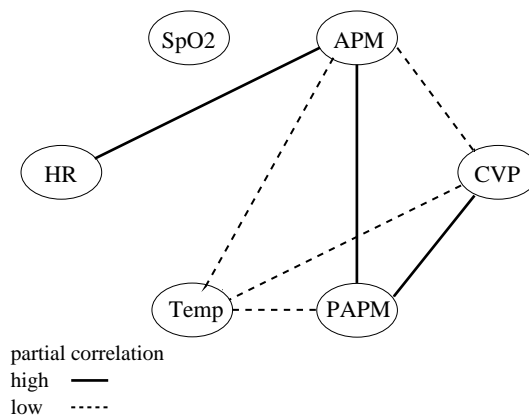 SpO2
APM
HR
CVP
Temp
PAPM
partial correlation
high
low